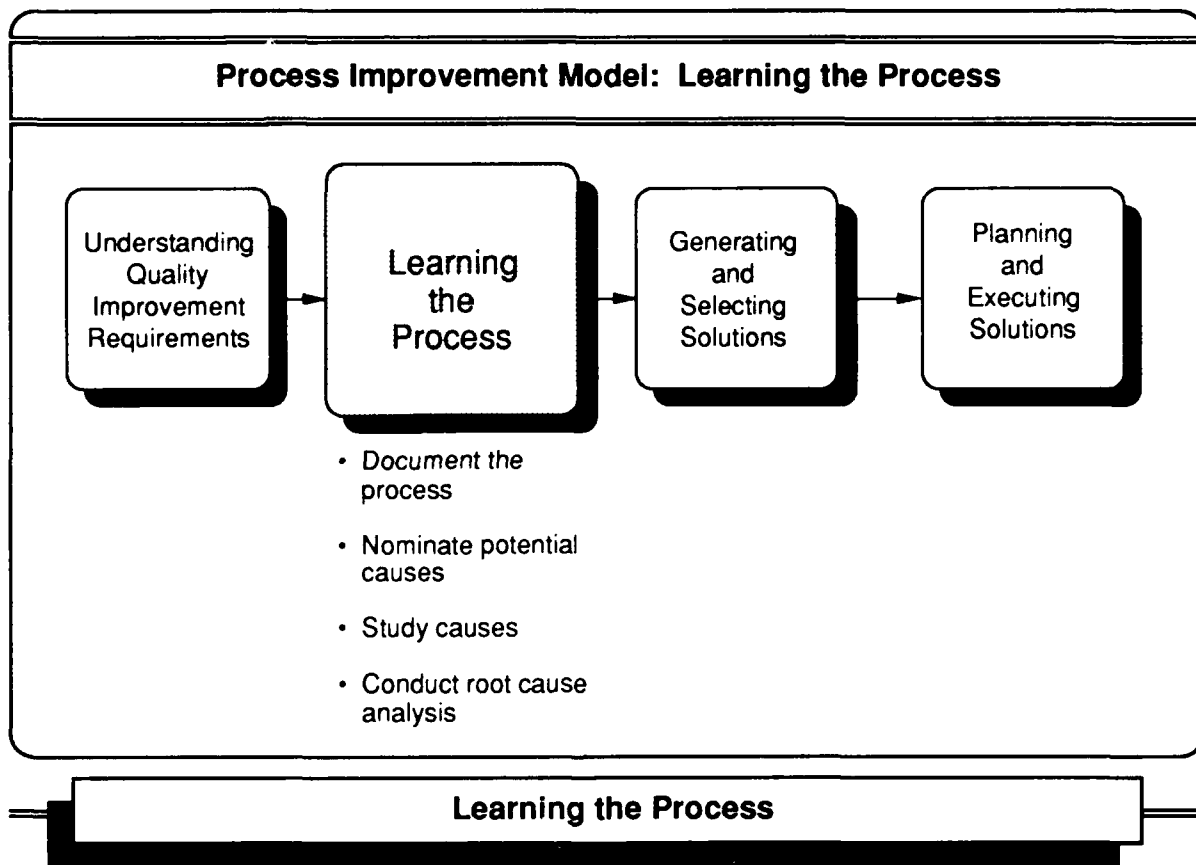 Process Improvement Model: Learning the Process
Understanding
Quality
Improvement
Requirements
Learning
the
Process
Generating
and
Selecting
Solutions
Planning
and
Executing
Solutions
• Document the
process
• Nominate potential
causes
• Study causes
• Conduct root cause
analysis
Learning the Process